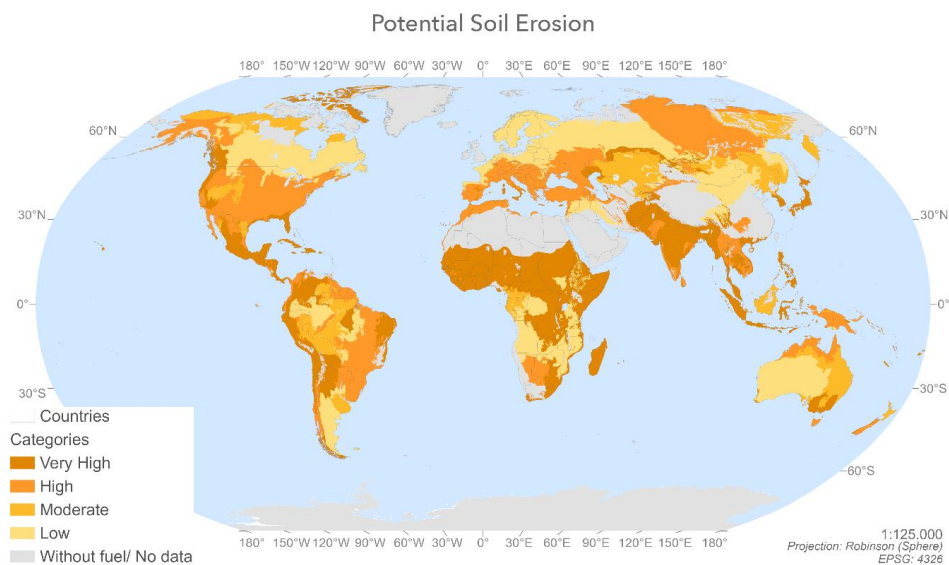 Potential Soil Erosion
180° 150°W 120°W 90°W 60°W 30°W 0° 30°E 60°E 90°E 120°E 150°E 180°
60°N 60°N
30°N 30°N
0° 0°
30°S 30°S
60°S
Countries
Categories
Very High
High
Moderate
Low
Without fuel/ No data
180° 150°W 120°W 90°W 60°W 30°W 0° 30°E 60°E 90°E 120°E 150°E 180°
1:125.000
Projection: Robinson (Sphere)
EPSG: 4326